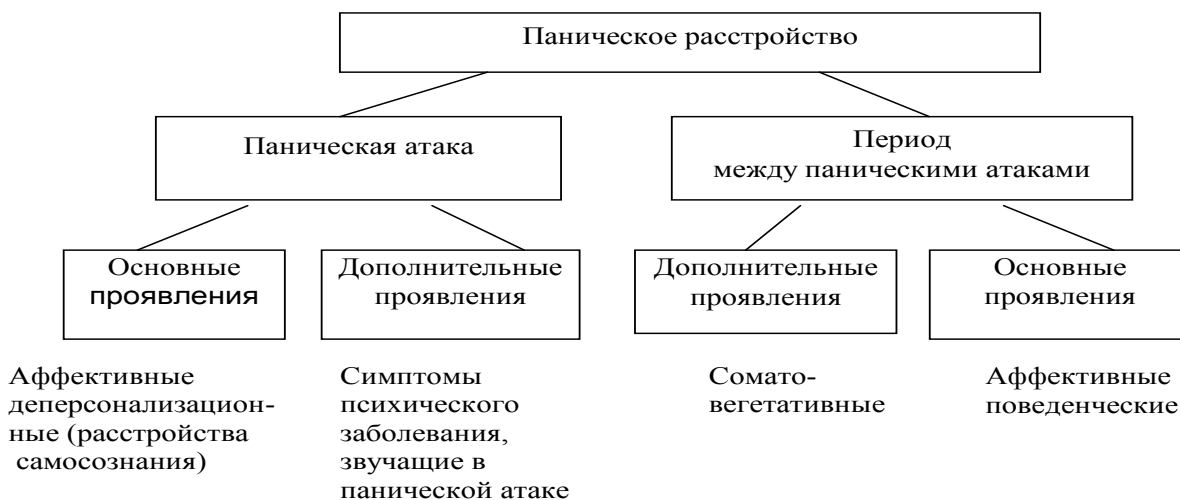 Паническое расстройство
Паническая атака
Период
между паническими атаками
Основные
проявления
Дополнительные
проявления
Дополнительные
проявления
Основные
проявления
Аффективные
деперсонализацион-
ные (расстройства
самосознания)
Симптомы
психического
заболевания,
звучащие в
панической атаке
Сомато-
вегетативные
Аффективные
поведенческие